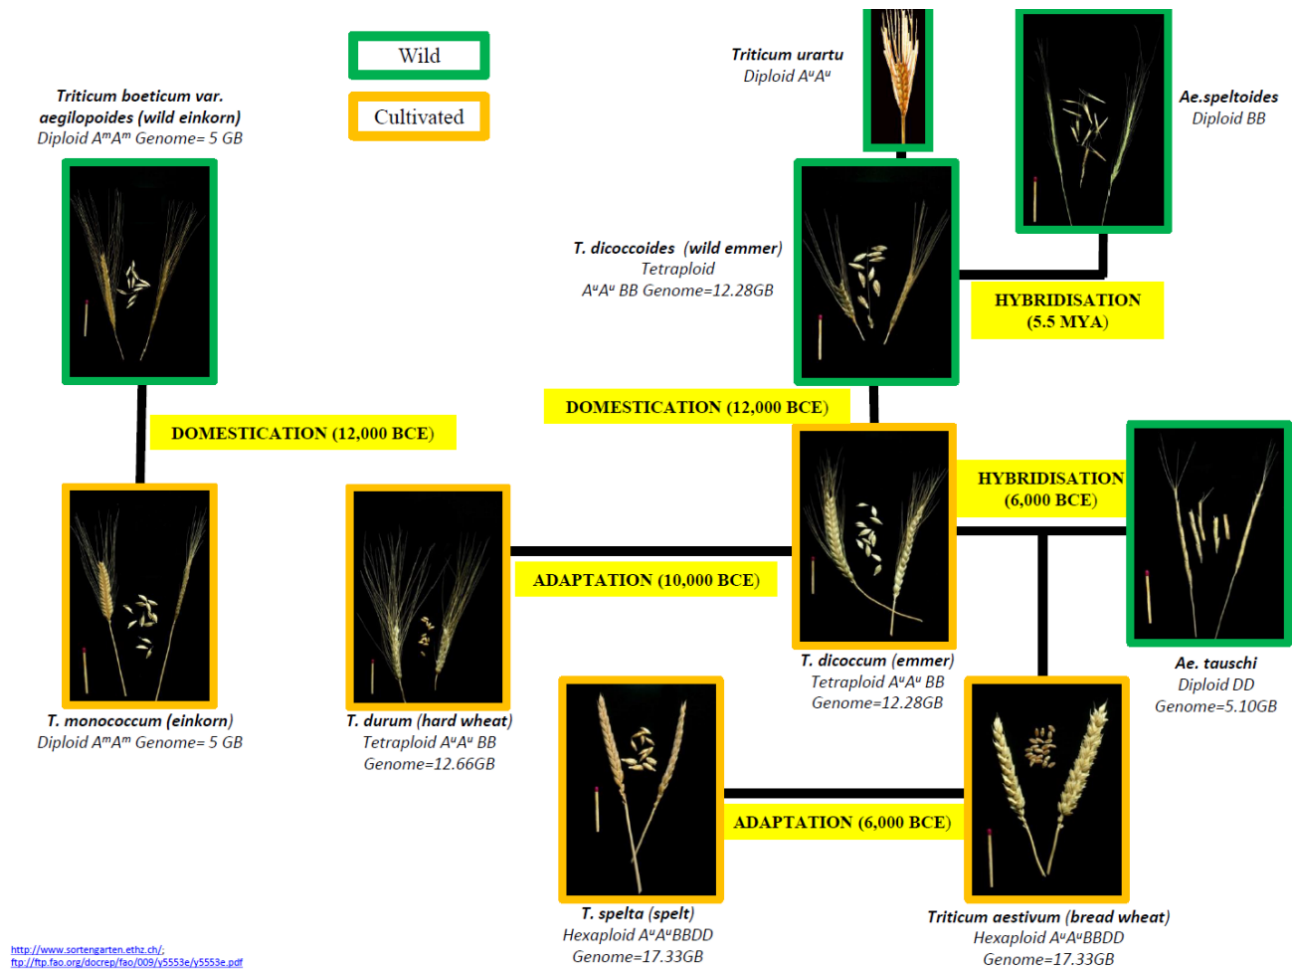 Wild
Cultivated
Triticum boeticum var.
aegilopoides (wild einkorn)
Diploid AᵐAᵐ Genome= 5 GB
Triticum urartu
Diploid AᵘAᵘ
Ae.speltoides
Diploid BB
T. dicoccoides (wild emmer)
Tetraploid
AᵘAᵘ BB Genome=12.28GB
HYBRIDISATION
(5.5 MYA)
DOMESTICATION (12,000 BCE)
DOMESTICATION (12,000 BCE)
HYBRIDISATION
(6,000 BCE)
ADAPTATION (10,000 BCE)
T. monococcum (einkorn)
Diploid AᵐAᵐ Genome= 5 GB
T. durum (hard wheat)
Tetraploid AᵘAᵘ BB
Genome=12.66GB
T. dicoccum (emmer)
Tetraploid AᵘAᵘ BB
Genome=12.28GB
Ae. tauschi
Diploid DD
Genome=5.10GB
ADAPTATION (6,000 BCE)
T. spelta (spelt)
Hexaploid AᵘAᵘBBDD
Genome=17.33GB
Triticum aestivum (bread wheat)
Hexaploid AᵘAᵘBBDD
Genome=17.33GB
http://www.sortengarten.ethz.ch/;
ftp://ftp.fao.org/docrep/fao/009/y5553e/y5553e.pdf